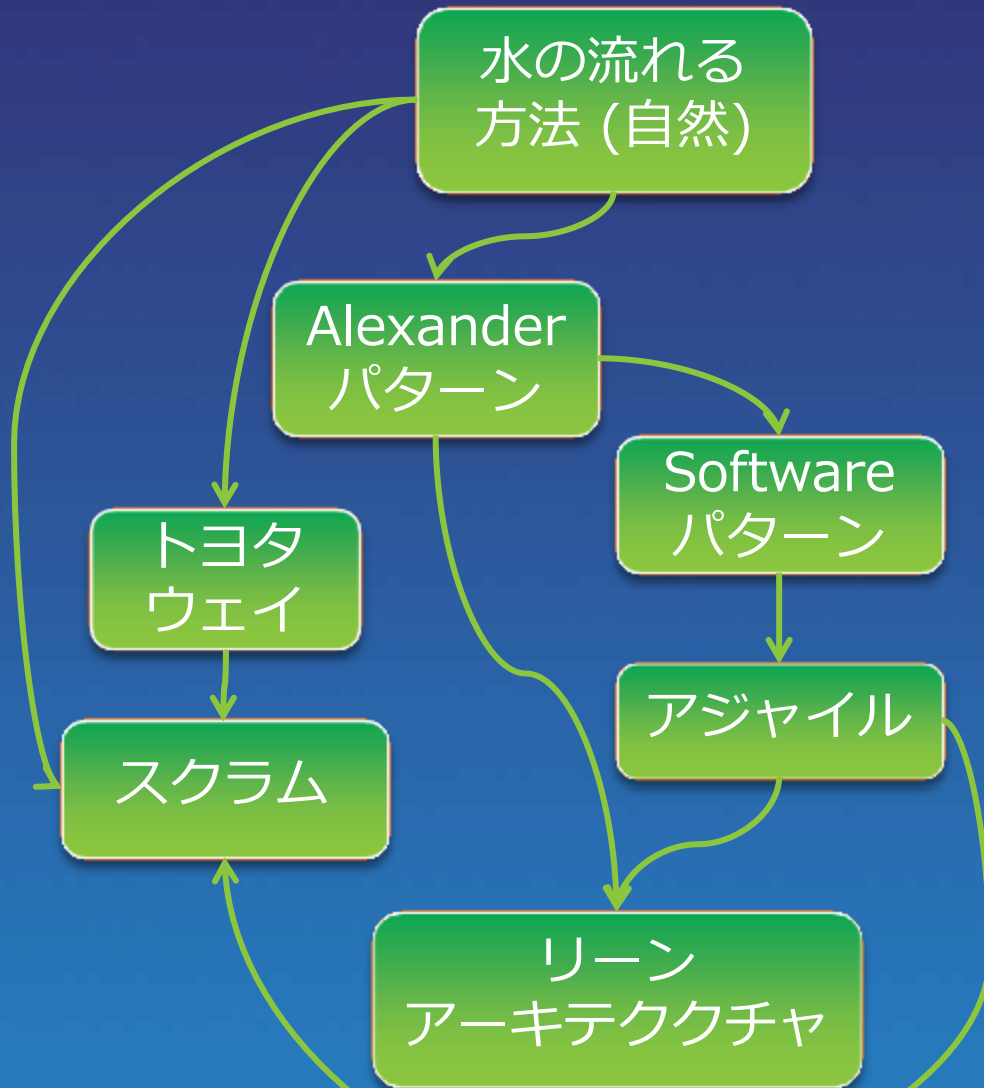 水の流れる
方法 (自然)
Alexander
パターン
Software
パターン
トヨタ
ウェイ
アジャイル
スクラム
リーン
アーキテククチャ